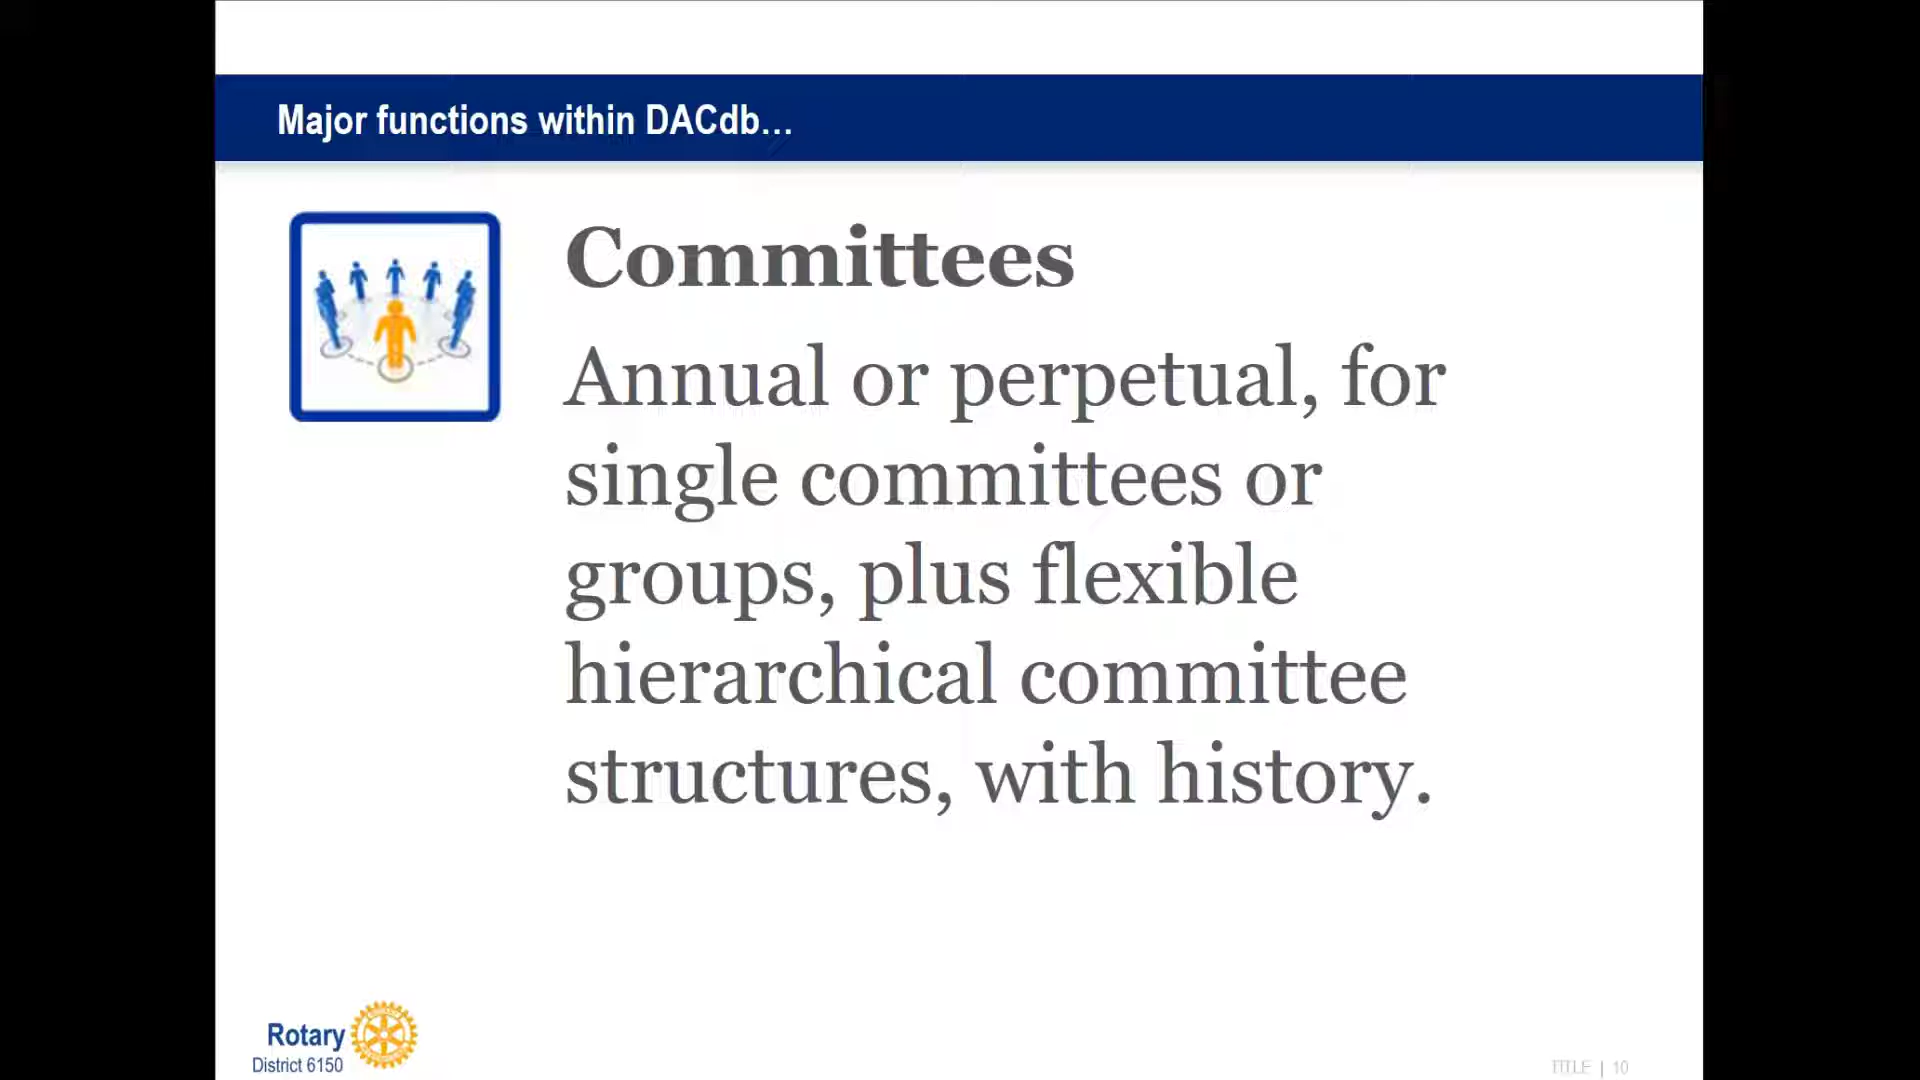 Major functions within DACdb...
Committees
Annual or perpetual, for
single committees or
groups, plus flexible
hierarchical committee
structures, with history.
Rotary
District 6150
TITLE | 10